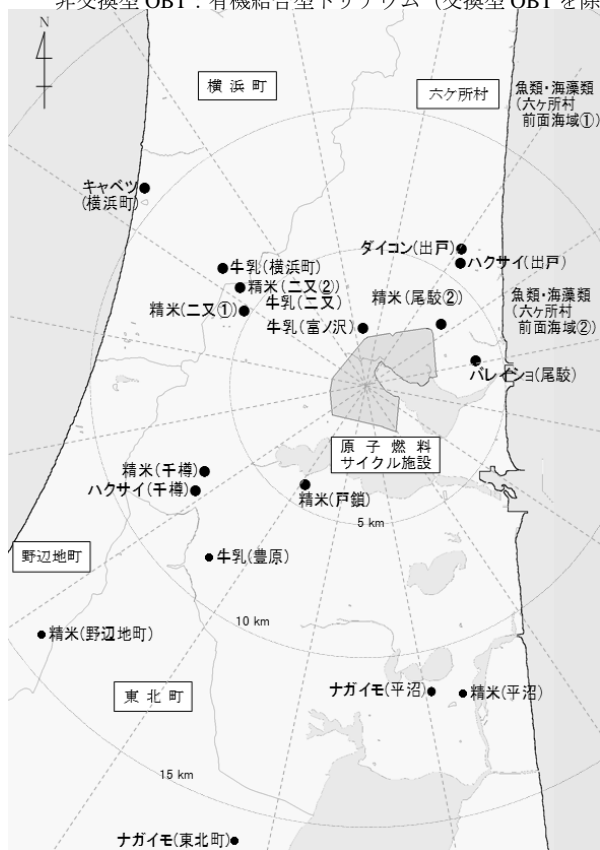 非交換型 OBT：有機結合型トリチウム（交換型 OBT を除
N
横 浜 町
六ケ所村
魚類・海藻類
(六ヶ所村
前面海域①)
キャベツ
(横浜町)
ダイコン(出戸)
ハクサイ(出戸)
牛乳(横浜町)
精米(二又②)
牛乳(二又)
精米(二又①)
精米(尾駮②)
魚類・海藻類
(六ヶ所村
前面海域②)
牛乳(富ノ沢)
バレイショ(尾駮)
原 子 燃 料
サイクル施設
精米(千樽)
ハクサイ(千樽)
精米(戸鎖)
5 km
野辺地町
牛乳(豊原)
10 km
精米(野辺地町)
東 北 町
ナガイモ(平沼)
精米(平沼)
15 km
ナガイモ(東北町)